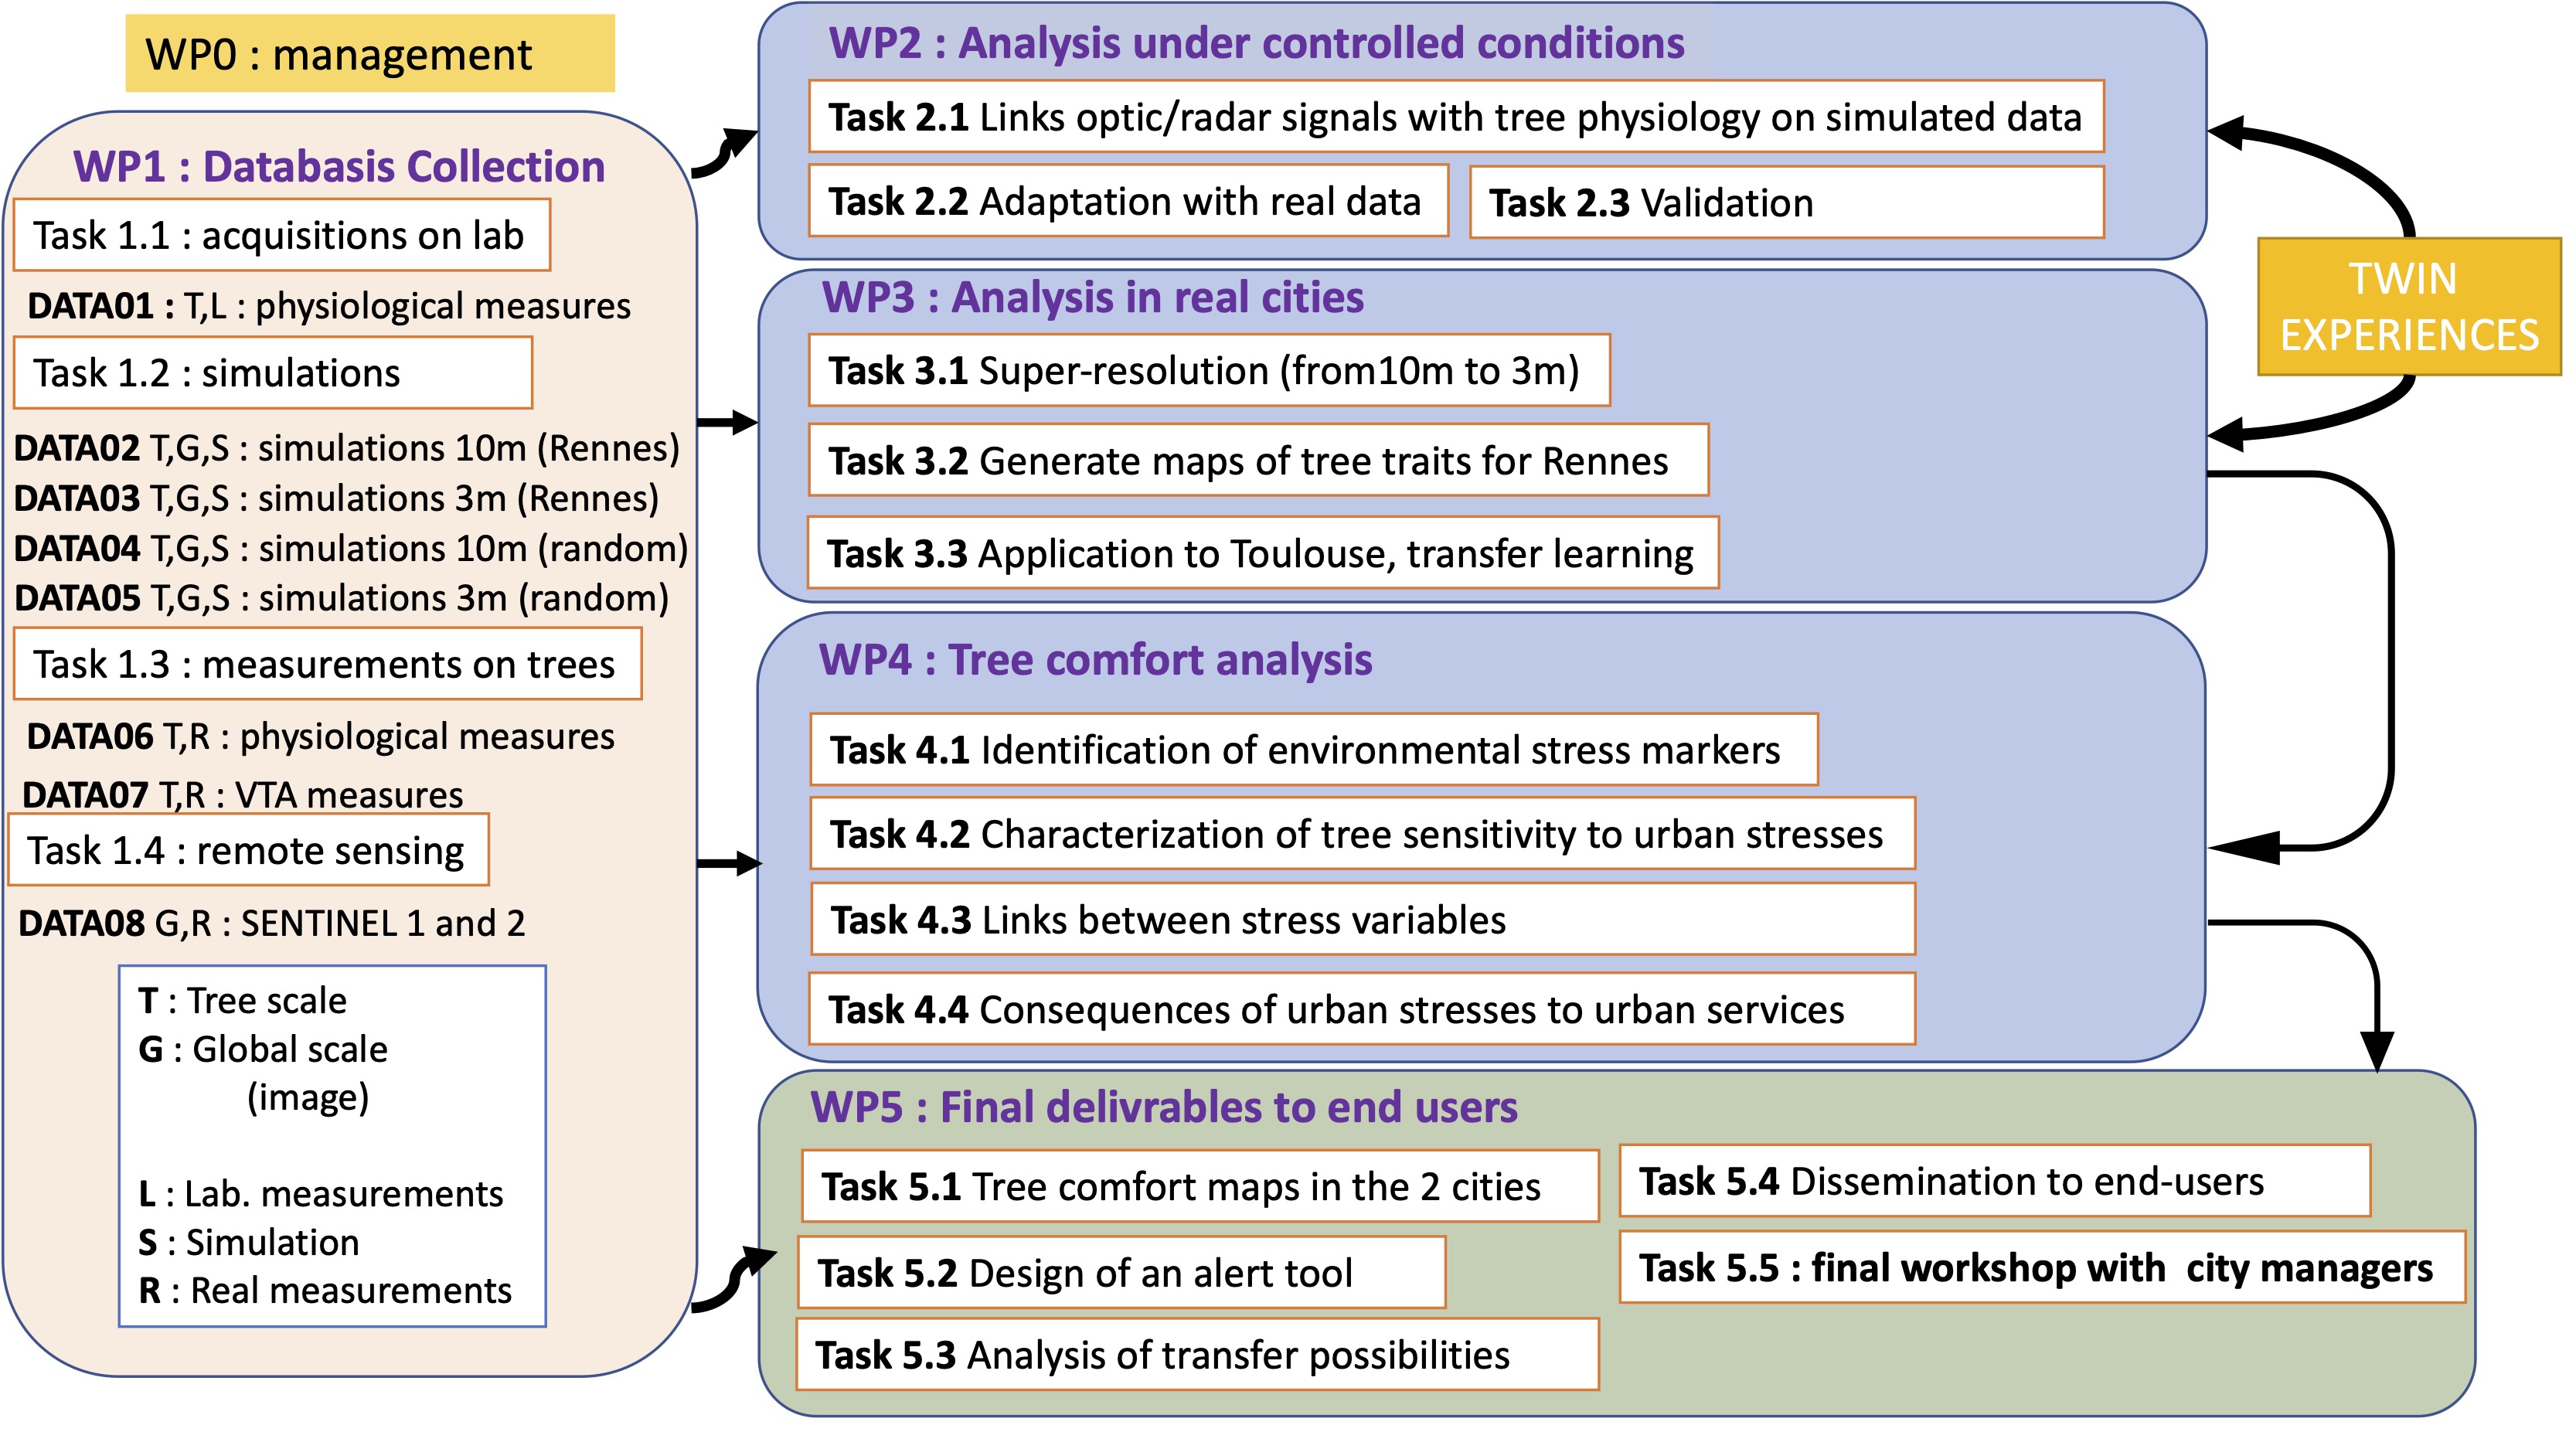 WP0 : management
WP1 : Databasis Collection
Task 1.1 : acquisitions on lab
DATA01 : T,L : physiological measures
Task 1.2 : simulations
DATA02 T,G,S : simulations 10m (Rennes)
DATA03 T,G,S : simulations 3m (Rennes)
DATA04 T,G,S : simulations 10m (random)
DATA05 T,G,S : simulations 3m (random)
Task 1.3 : measurements on trees
DATA06 T,R : physiological measures
DATA07 T,R : VTA measures
Task 1.4 : remote sensing
DATA08 G,R : SENTINEL 1 and 2
T : Tree scale
G : Global scale
(image)
L : Lab. measurements
S : Simulation
R : Real measurements
WP2 : Analysis under controlled conditions
Task 2.1 Links optic/radar signals with tree physiology on simulated data
Task 2.2 Adaptation with real data
Task 2.3 Validation
WP3 : Analysis in real cities
Task 3.1 Super-resolution (from10m to 3m)
Task 3.2 Generate maps of tree traits for Rennes
Task 3.3 Application to Toulouse, transfer learning
TWIN
EXPERIENCES
WP4 : Tree comfort analysis
Task 4.1 Identification of environmental stress markers
Task 4.2 Characterization of tree sensitivity to urban stresses
Task 4.3 Links between stress variables
Task 4.4 Consequences of urban stresses to urban services
WP5 : Final delivrables to end users
Task 5.1 Tree comfort maps in the 2 cities
Task 5.2 Design of an alert tool
Task 5.3 Analysis of transfer possibilities
Task 5.4 Dissemination to end-users
Task 5.5 : final workshop with  city managers